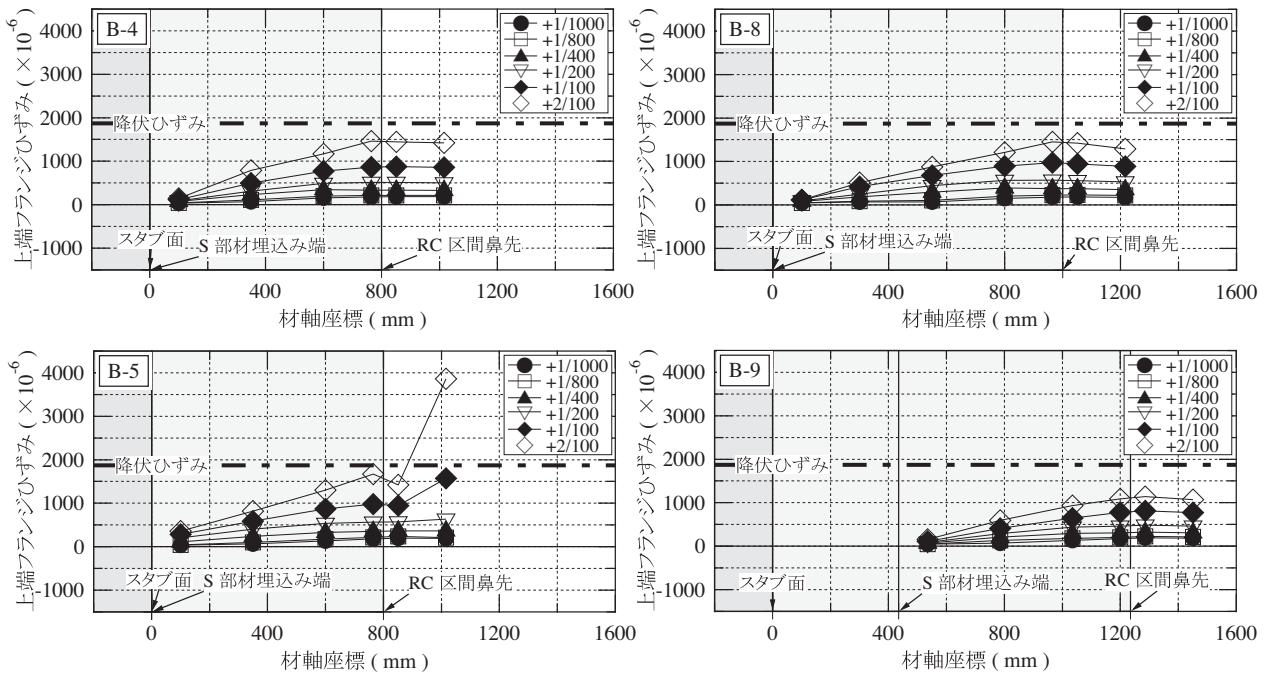 B-4
+1/1000
+1/800
+1/400
+1/200
+1/100
+2/100
4000
3000
2000
1000
0
-1000
上端フランジひずみ ( ×10-6 )
降伏ひずみ
スタブ面
S 部材埋込み端
RC 区間鼻先
0 400 800 1200 1600
材軸座標 ( mm )
B-8
+1/1000
+1/800
+1/400
+1/200
+1/100
+2/100
4000
3000
2000
1000
0
-1000
上端フランジひずみ ( ×10-6 )
降伏ひずみ
スタブ面
S 部材埋込み端
RC 区間鼻先
0 400 800 1200 1600
材軸座標 ( mm )
B-5
+1/1000
+1/800
+1/400
+1/200
+1/100
+2/100
4000
3000
2000
1000
0
-1000
上端フランジひずみ ( ×10-6 )
降伏ひずみ
スタブ面
S 部材埋込み端
RC 区間鼻先
0 400 800 1200 1600
材軸座標 ( mm )
B-9
+1/1000
+1/800
+1/400
+1/200
+1/100
+2/100
4000
3000
2000
1000
0
-1000
上端フランジひずみ ( ×10-6 )
降伏ひずみ
スタブ面
S 部材埋込み端
RC 区間鼻先
0 400 800 1200 1600
材軸座標 ( mm )